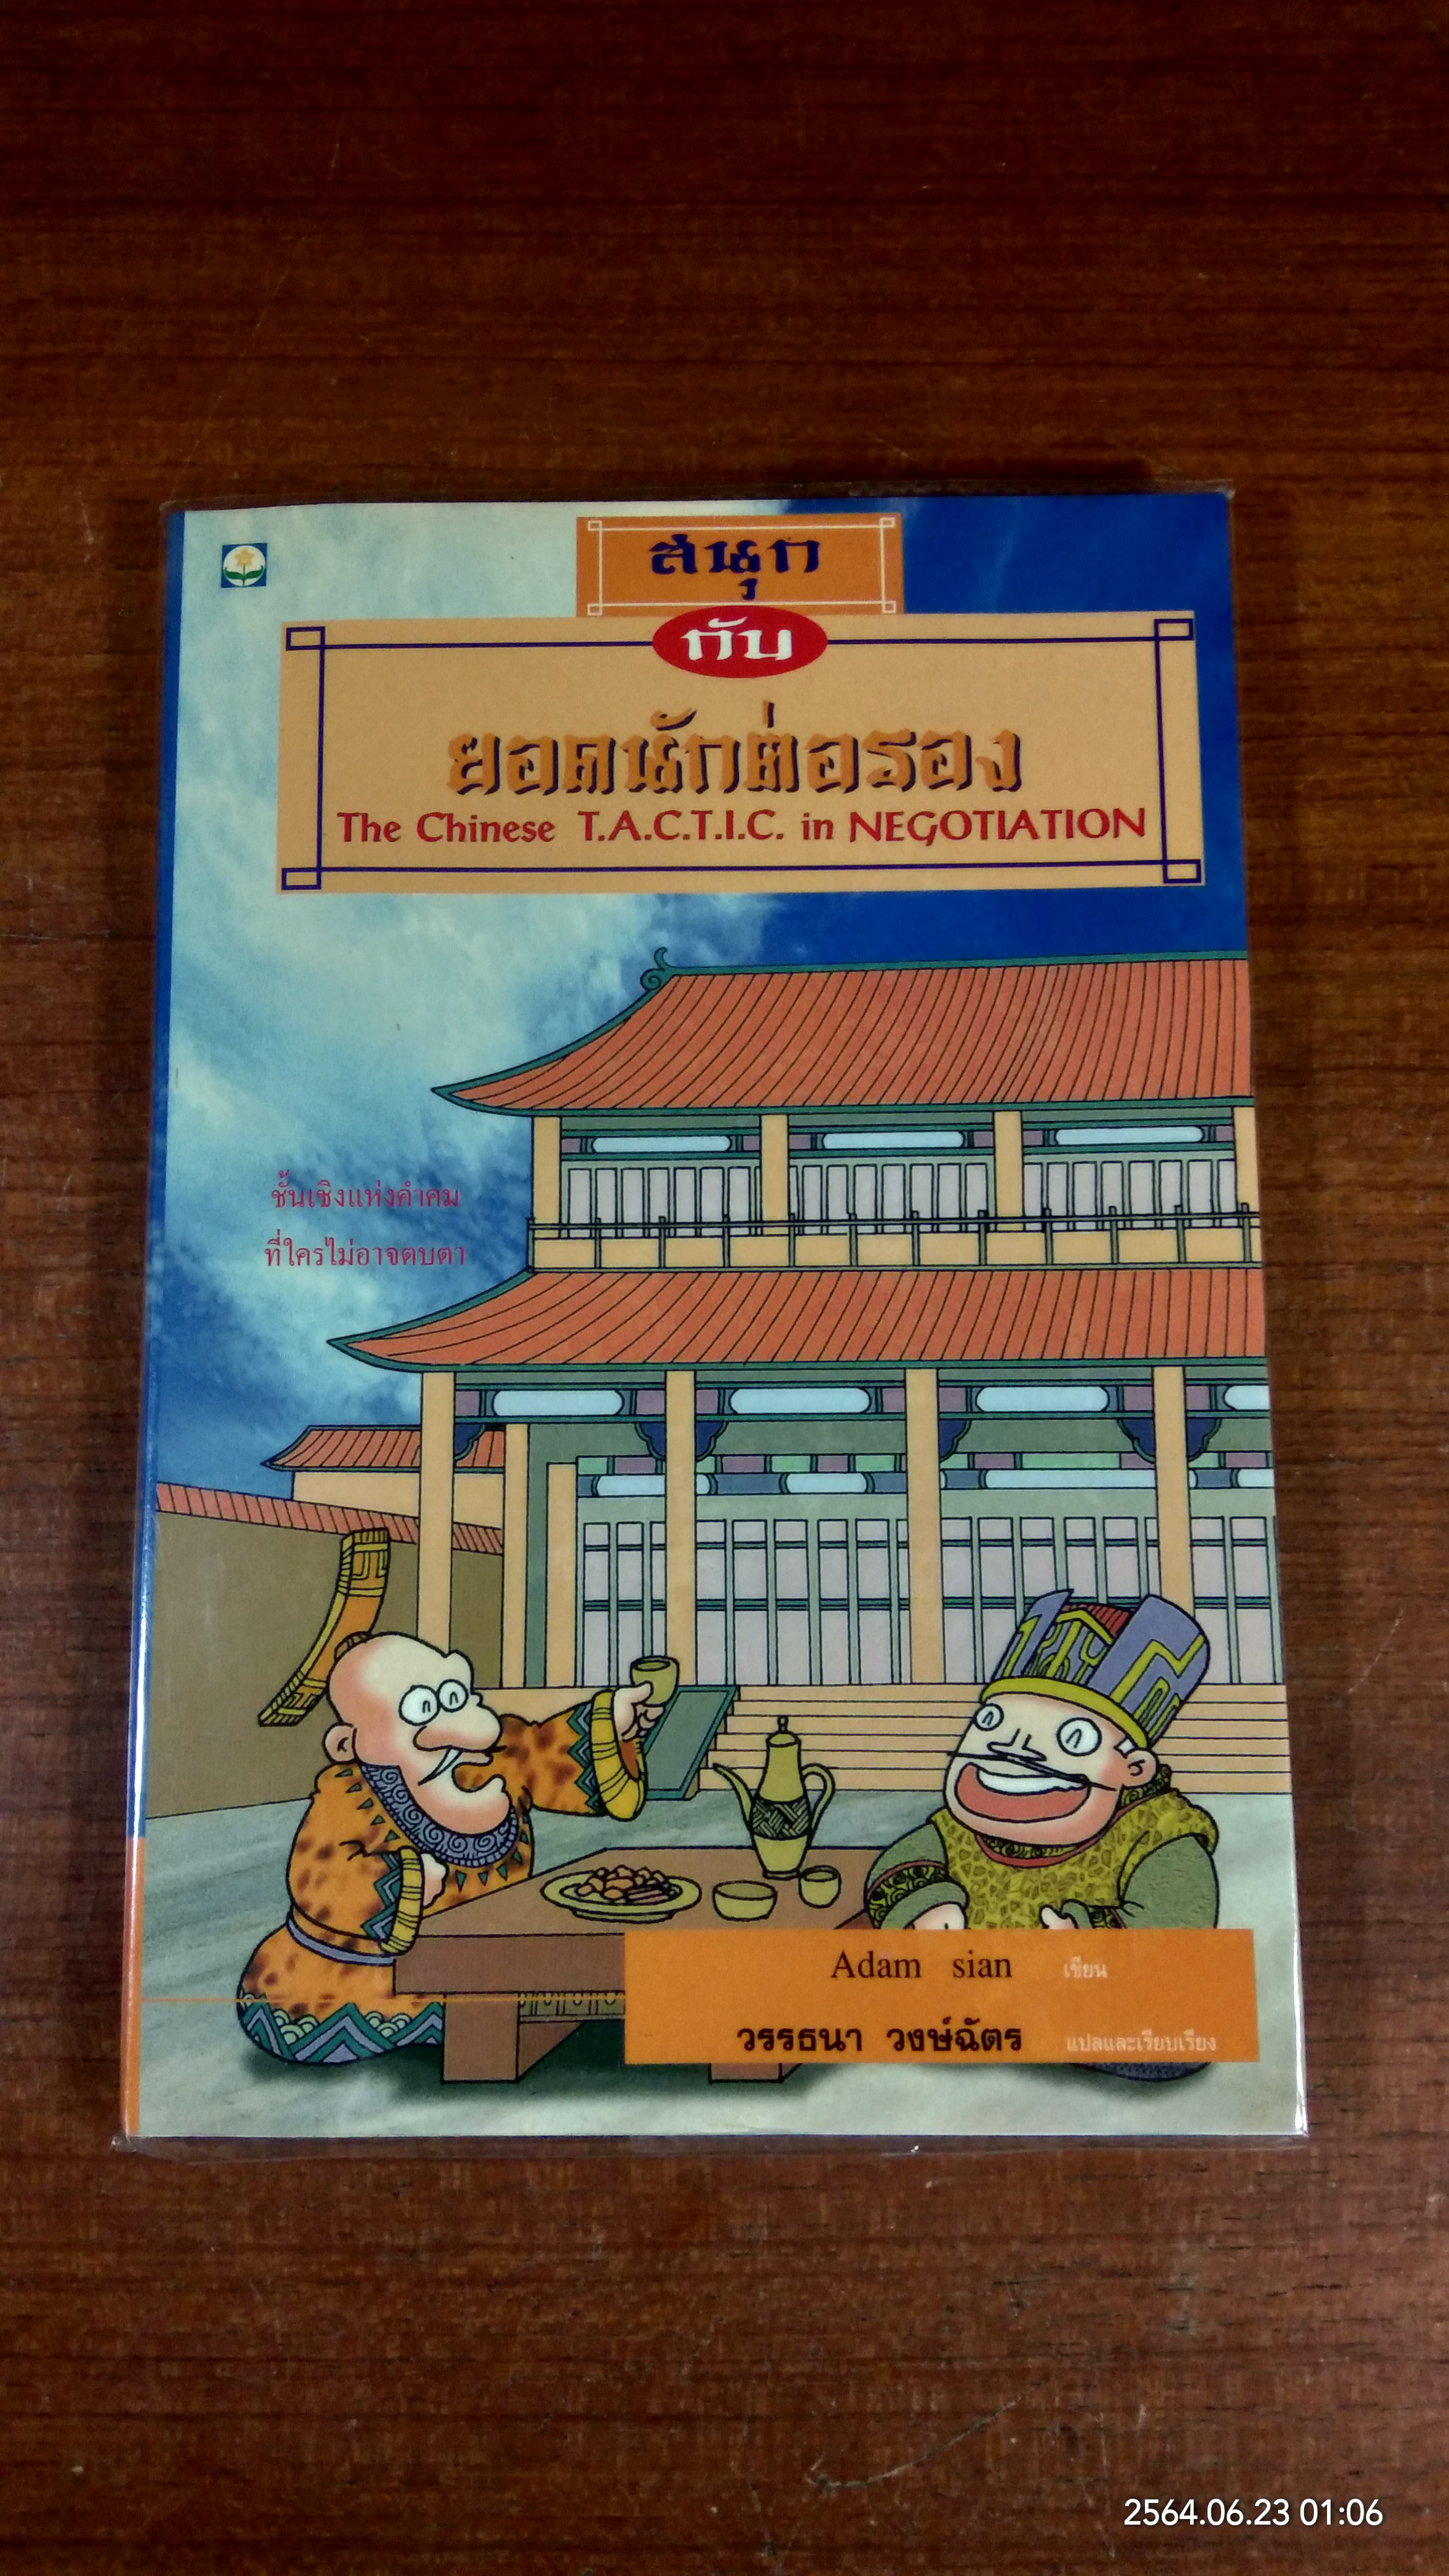 สนุก
กับ
ยอดนักต่อรอง
The Chinese T.A.C.T.I.C. in NEGOTIATION
ชั้นเชิงแห่งคำคม
ที่ใครไม่อาจตบตา
Adam sian เขียน
วรรธนา วงษ์ฉัตร แปลและเรียบเรียง
2564.06.23 01:06